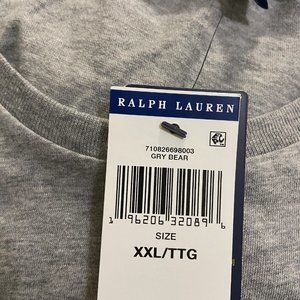 RALPH LAUREN
710826698003
GRY BEAR
1 96206 32089 6
SIZE
XXL/TTG